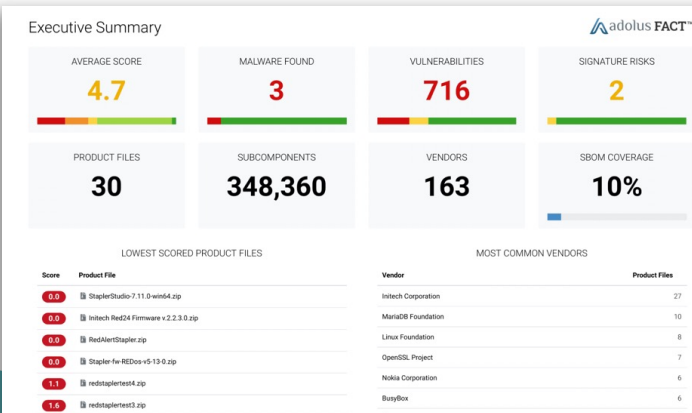 Executive Summary
adolus FACT™
AVERAGE SCORE
4.7
MALWARE FOUND
3
VULNERABILITIES
716
SIGNATURE RISKS
2
PRODUCT FILES
30
SUBCOMPONENTS
348,360
VENDORS
163
SBOM COVERAGE
10%
LOWEST SCORED PRODUCT FILES
Score Product File
0.0 StaplerStudio-7.11.0-win64.zip
0.0 Initech Red24 Firmware v.2.2.3.0.zip
0.0 RedAlertStapler.zip
0.0 Stapler-fw-REDos-v5-13-0.zip
1.1 redstaplertest4.zip
1.6 redstaplertest3.zip
MOST COMMON VENDORS
Vendor Product Files
Initech Corporation 27
MariaDB Foundation 10
Linux Foundation 8
OpenSSL Project 7
Nokia Corporation 6
BusyBox 6